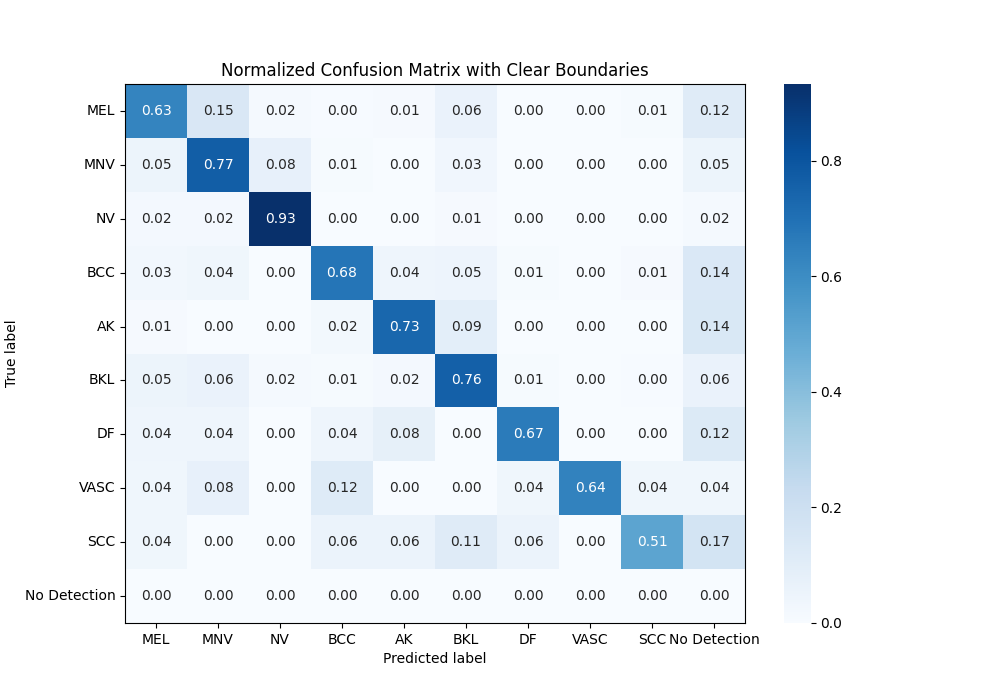 Normalized Confusion Matrix with Clear Boundaries
MEL 0.63 0.15 0.02 0.00 0.01 0.06 0.00 0.00 0.01 0.12
MNV 0.05 0.77 0.08 0.01 0.00 0.03 0.00 0.00 0.00 0.05
NV 0.02 0.02 0.93 0.00 0.00 0.01 0.00 0.00 0.00 0.02
BCC 0.03 0.04 0.00 0.68 0.04 0.05 0.01 0.00 0.01 0.14
AK 0.01 0.00 0.00 0.02 0.73 0.09 0.00 0.00 0.00 0.14
BKL 0.05 0.06 0.02 0.01 0.02 0.76 0.01 0.00 0.00 0.06
DF 0.04 0.04 0.00 0.04 0.08 0.00 0.67 0.00 0.00 0.12
VASC 0.04 0.08 0.00 0.12 0.00 0.00 0.04 0.64 0.04 0.04
SCC 0.04 0.00 0.00 0.06 0.06 0.11 0.06 0.00 0.51 0.17
No Detection 0.00 0.00 0.00 0.00 0.00 0.00 0.00 0.00 0.00 0.00
MEL MNV NV BCC AK BKL DF VASC SCC No Detection
Predicted label
True label
0.8
0.6
0.4
0.2
0.0